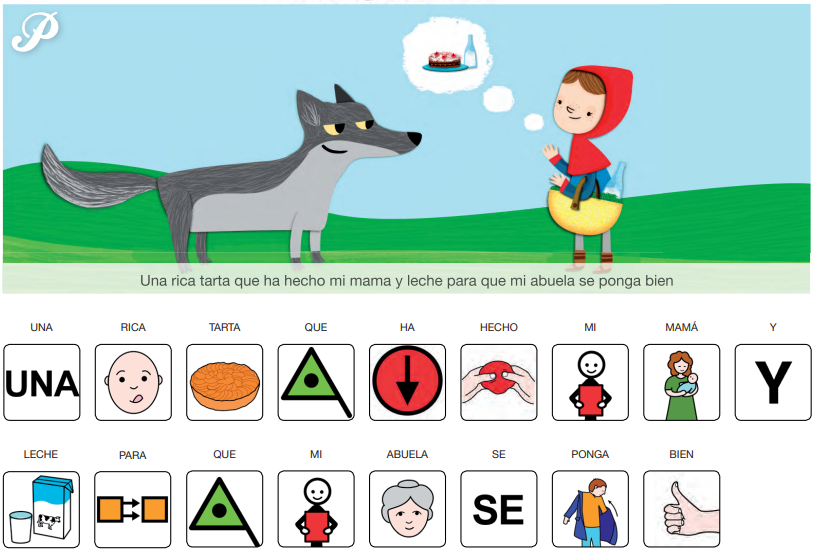 P
Una rica tarta que ha hecho mi mama y leche para que mi abuela se ponga bien
UNA RICA TARTA QUE HA HECHO MI MAMÁ Y
UNA Y
LECHE PARA QUE MI ABUELA SE PONGA BIEN
SE